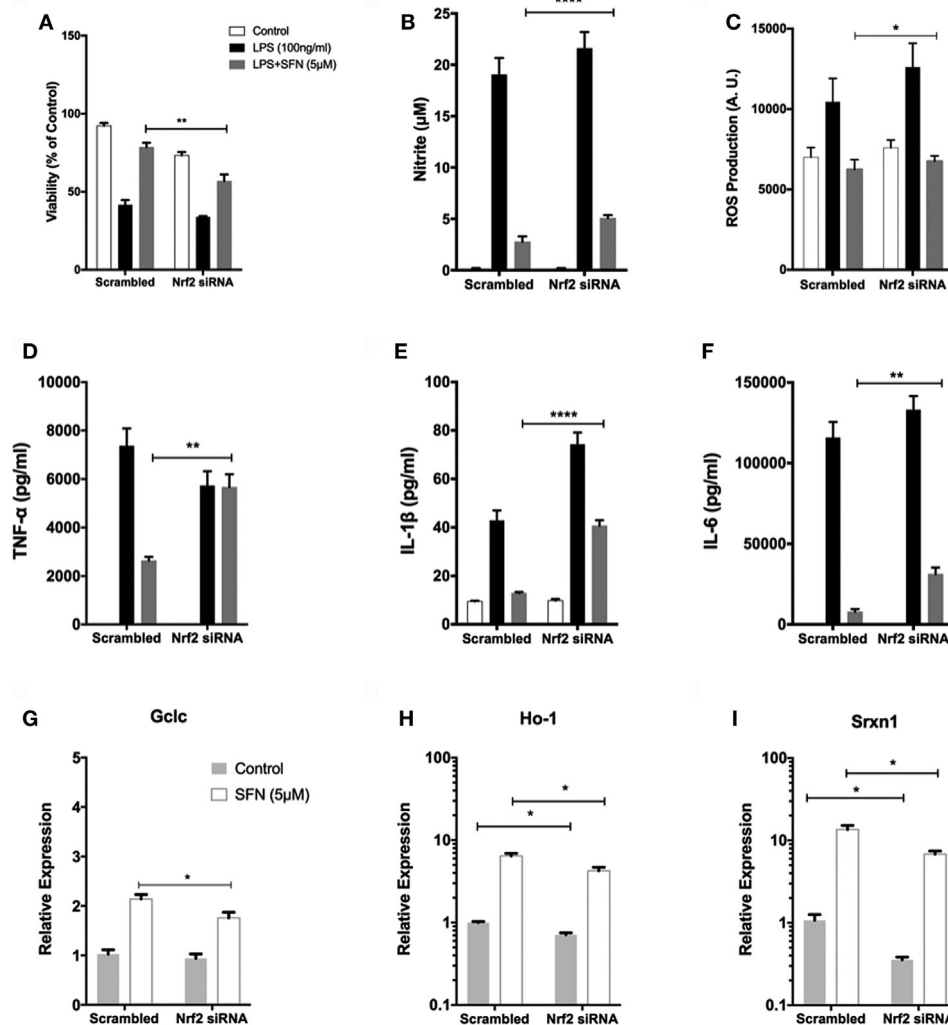 A
Viability (% of Control)
150
100
50
0
Control
LPS (100ng/ml)
LPS+SFN (5μM)
**
Scrambled Nrf2 siRNA
B
Nitrite (μM)
25
20
15
10
5
0
****
Scrambled Nrf2 siRNA
C
ROS Production (A. U.)
15000
10000
5000
0
*
Scrambled Nrf2 siRNA
D
TNF-α (pg/ml)
10000
8000
6000
4000
2000
0
**
Scrambled Nrf2 siRNA
E
IL-1β (pg/ml)
100
80
60
40
20
0
****
Scrambled Nrf2 siRNA
F
IL-6 (pg/ml)
150000
100000
50000
0
**
Scrambled Nrf2 siRNA
G
Gclc
Relative Expression
5
4
3
2
1
0
Control
SFN (5μM)
*
Scrambled Nrf2 siRNA
H
Ho-1
Relative Expression
100
10
1
0.1
*
*
Scrambled Nrf2 siRNA
I
Srxn1
Relative Expression
100
10
1
0.1
*
*
Scrambled Nrf2 siRNA